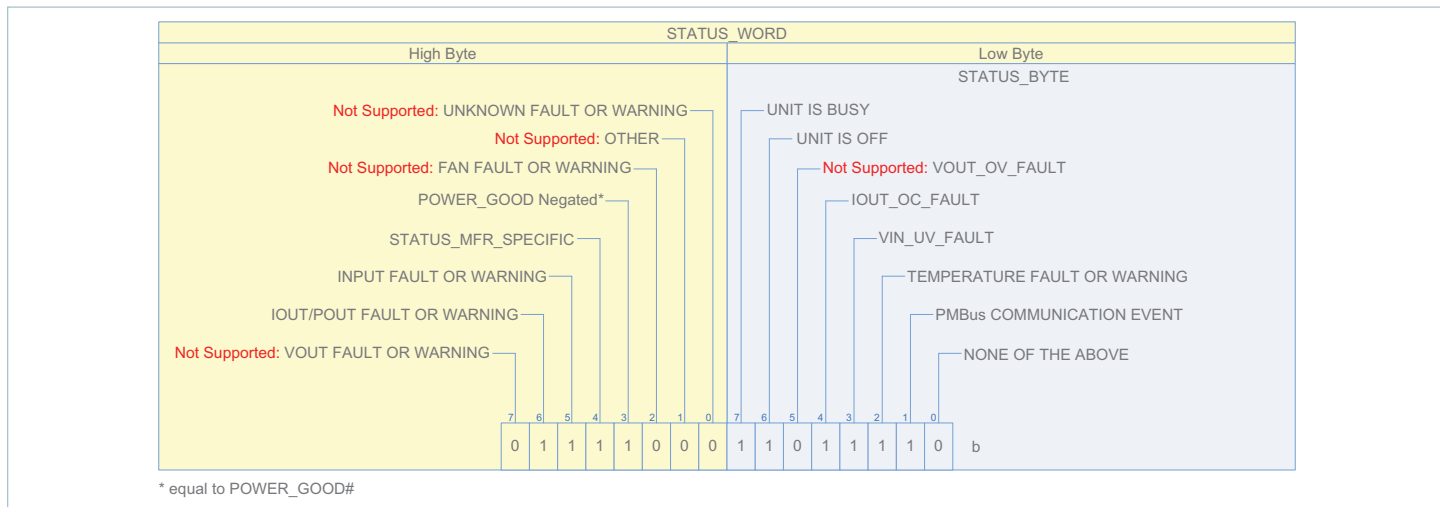 STATUS_WORD
High Byte Low Byte
STATUS_BYTE
Not Supported: UNKNOWN FAULT OR WARNING UNIT IS BUSY
Not Supported: OTHER UNIT IS OFF
Not Supported: FAN FAULT OR WARNING Not Supported: VOUT_OV_FAULT
POWER_GOOD Negated* IOUT_OC_FAULT
STATUS_MFR_SPECIFIC VIN_UV_FAULT
INPUT FAULT OR WARNING TEMPERATURE FAULT OR WARNING
IOUT/POUT FAULT OR WARNING PMBus COMMUNICATION EVENT
Not Supported: VOUT FAULT OR WARNING NONE OF THE ABOVE
7 6 5 4 3 2 1 0 7 6 5 4 3 2 1 0
0 1 1 1 1 0 0 0 1 1 0 1 1 1 1 0 b
* equal to POWER_GOOD#